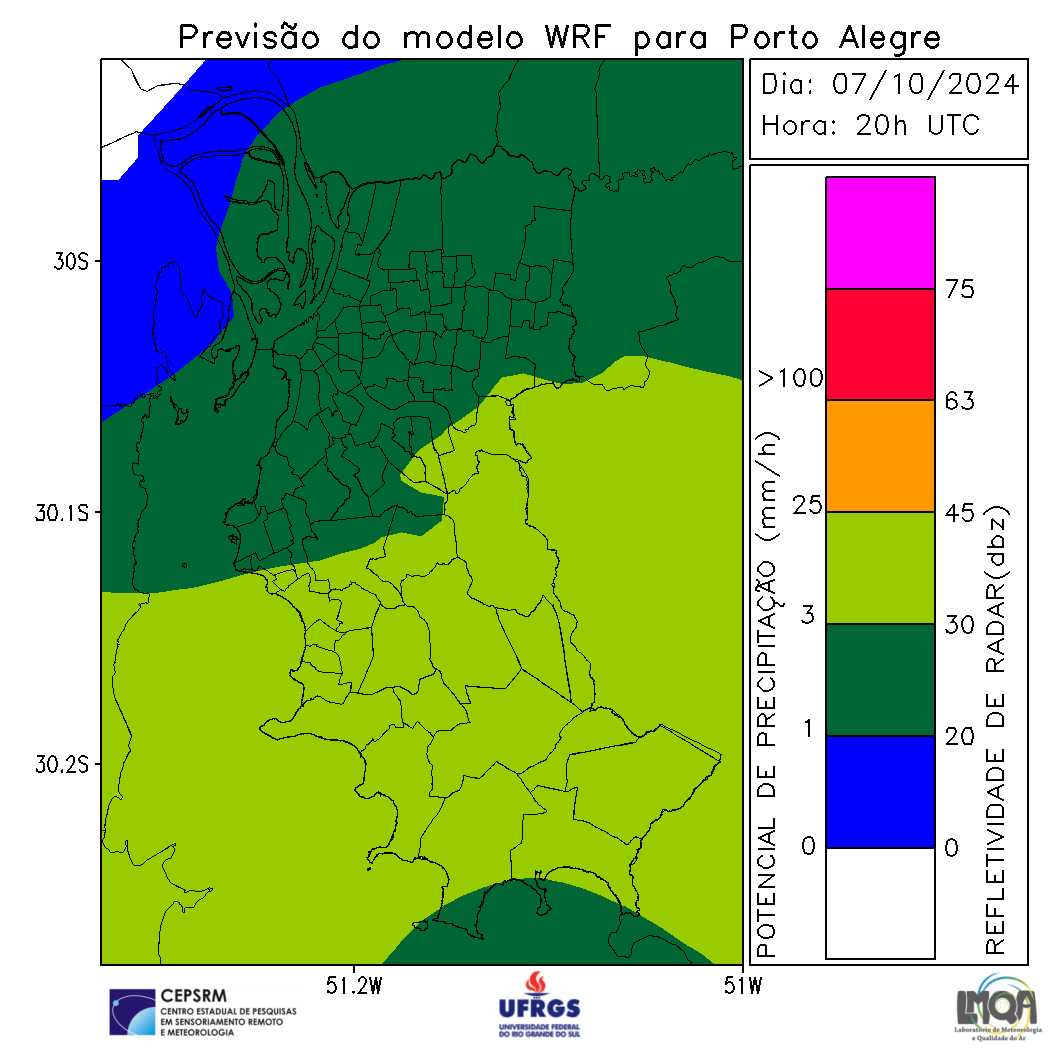 Previsão do modelo WRF para Porto Alegre
Dia: 07/10/2024
Hora: 20h UTC
30S
30.1S
30.2S
51.2W
51W
POTENCIAL DE PRECIPITAÇÃO (mm/h)
>100
25
3
1
0
75
63
45
30
20
0
REFLETIVIDADE DE RADAR(dbz)
CEPSRM
CENTRO ESTADUAL DE PESQUISAS
EM SENSORIAMENTO REMOTO
E METEOROLOGIA
UFRGS
UNIVERSIDADE FEDERAL
DO RIO GRANDE DO SUL
LMQA
Laboratório de Meteorologia
e Qualidade do Ar